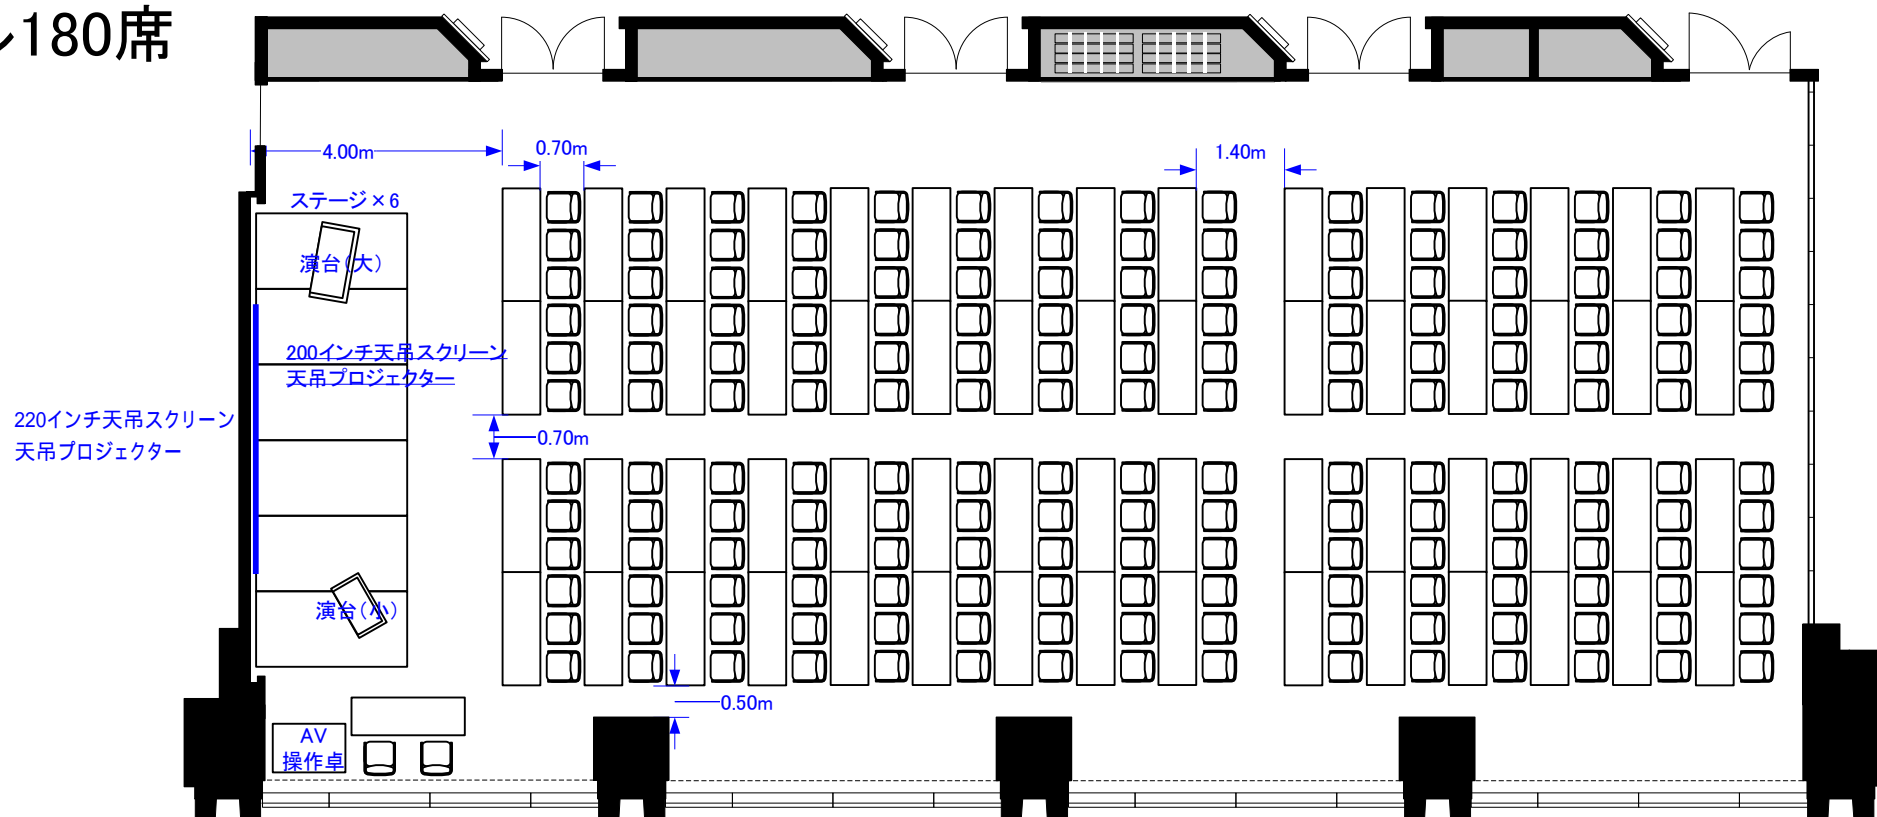 ル180席
4.00m
0.70m
1.40m
ステージ×6
演台(大)
200インチ天吊スクリーン
天吊プロジェクター
220インチ天吊スクリーン
天吊プロジェクター
0.70m
演台(小)
0.50m
AV
操作卓